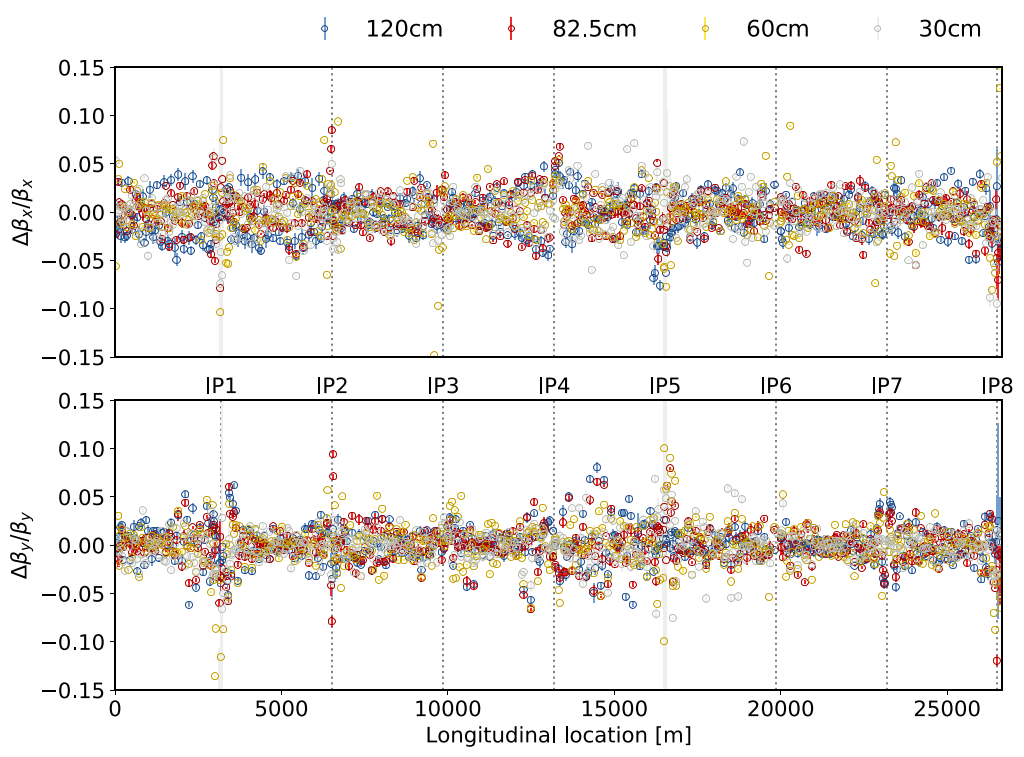 120cm 82.5cm 60cm 30cm
0.15
0.10
0.05
0.00
−0.05
−0.10
−0.15
Δβx/βx
IP1 IP2 IP3 IP4 IP5 IP6 IP7 IP8
0.15
0.10
0.05
0.00
−0.05
−0.10
−0.15
Δβy/βy
0 5000 10000 15000 20000 25000
Longitudinal location [m]